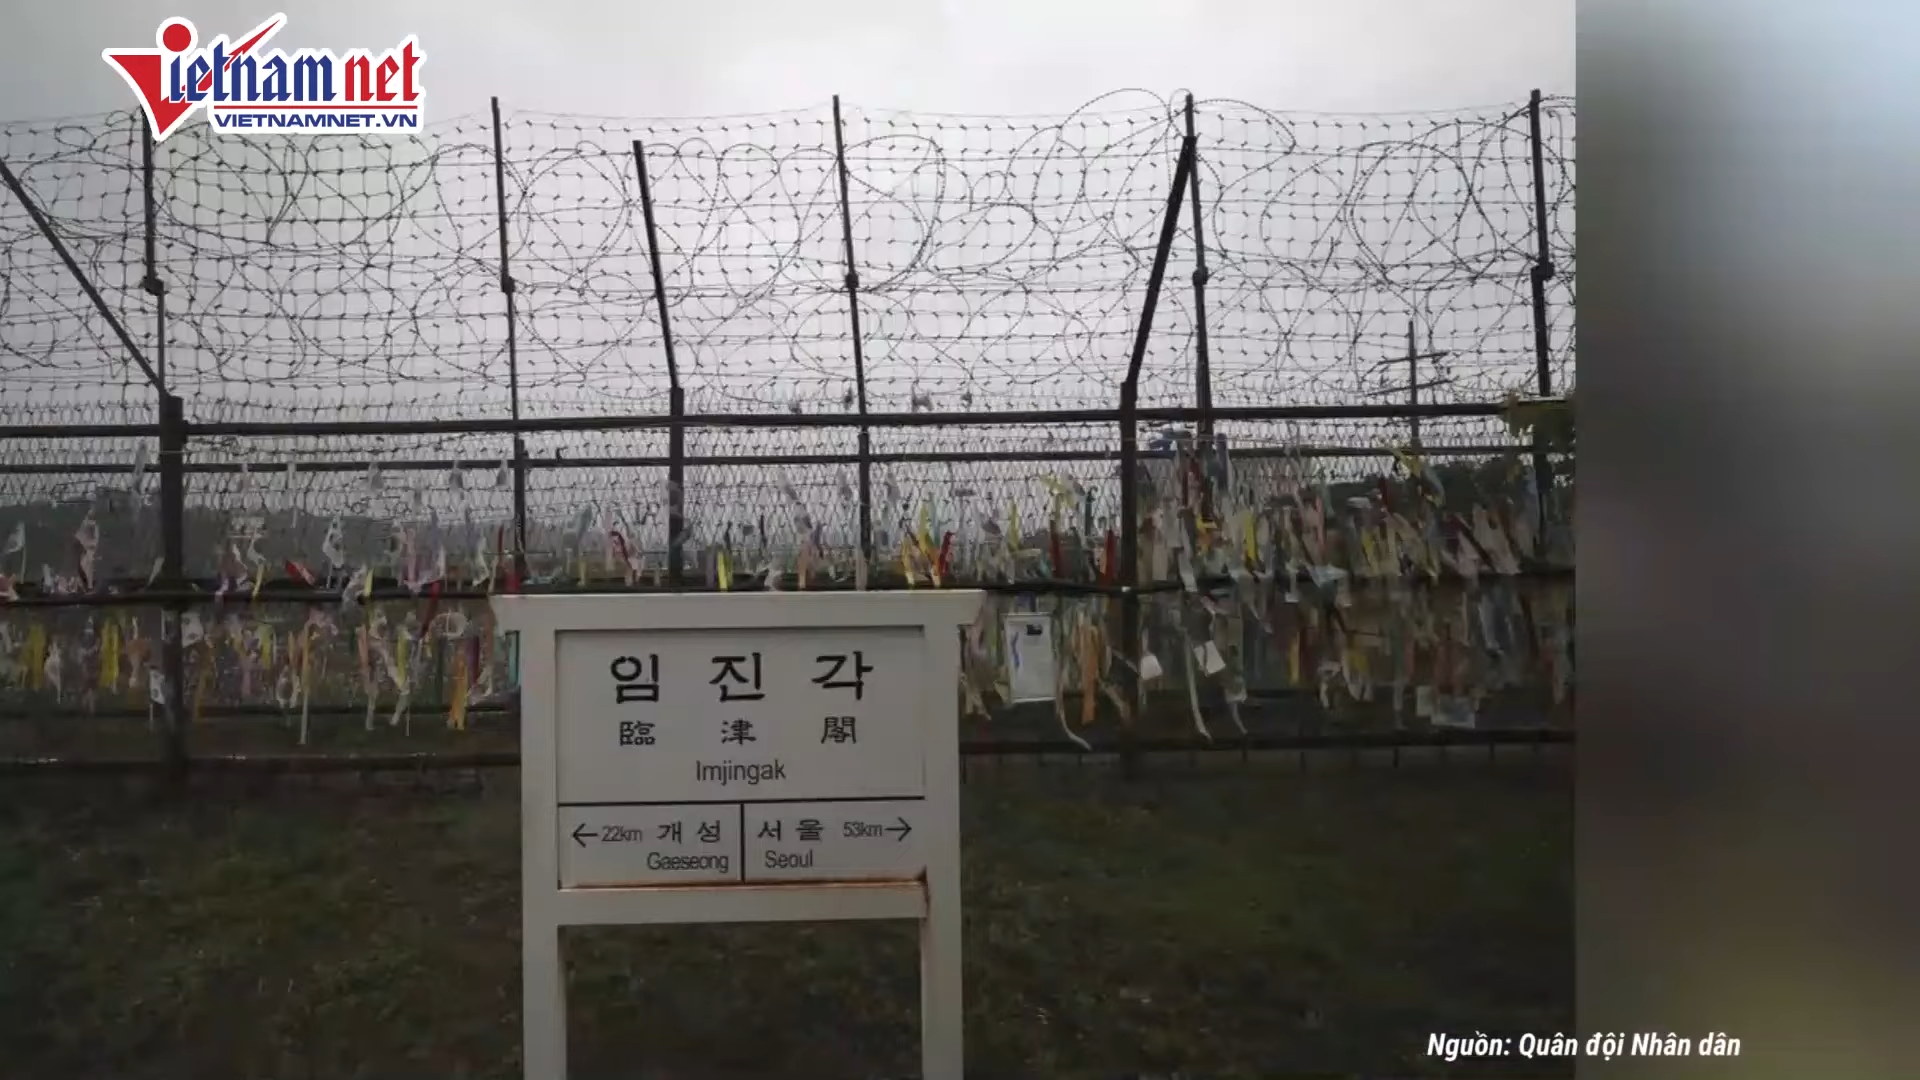 vietnamnet
VIETNAMNET.VN
임 진 각
臨 津 閣
Imjingak
←22km 개 성
Gaeseong
서 울 53km→
Seoul
Nguồn: Quân đội Nhân dân